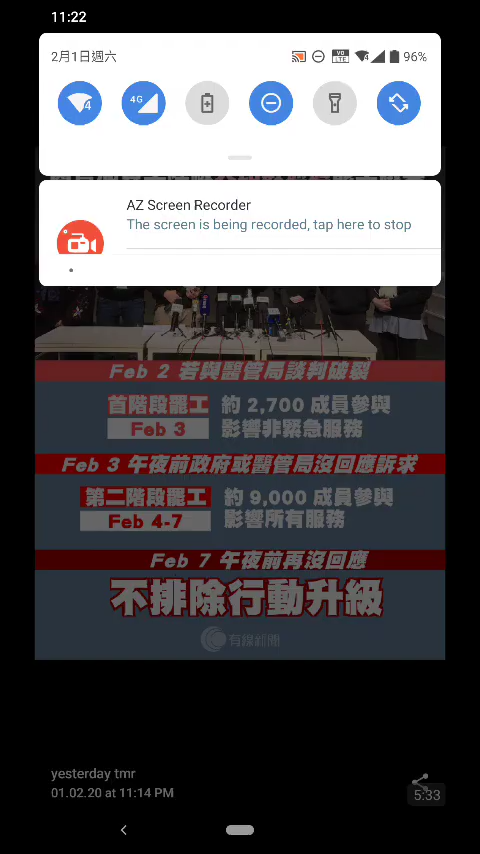 11:22
2月1日週六
VO
LTE
4
96%
4
4G
AZ Screen Recorder
The screen is being recorded, tap here to stop
Feb 2 若與醫管局談判破裂
首階段罷工
Feb 3
約 2,700 成員參與
影響非緊急服務
Feb 3 午夜前政府或醫管局沒回應訴求
第二階段罷工
Feb 4-7
約 9,000 成員參與
影響所有服務
Feb 7 午夜前再沒回應
不排除行動升級
有線新聞
yesterday tmr
01.02.20 at 11:14 PM
5:33